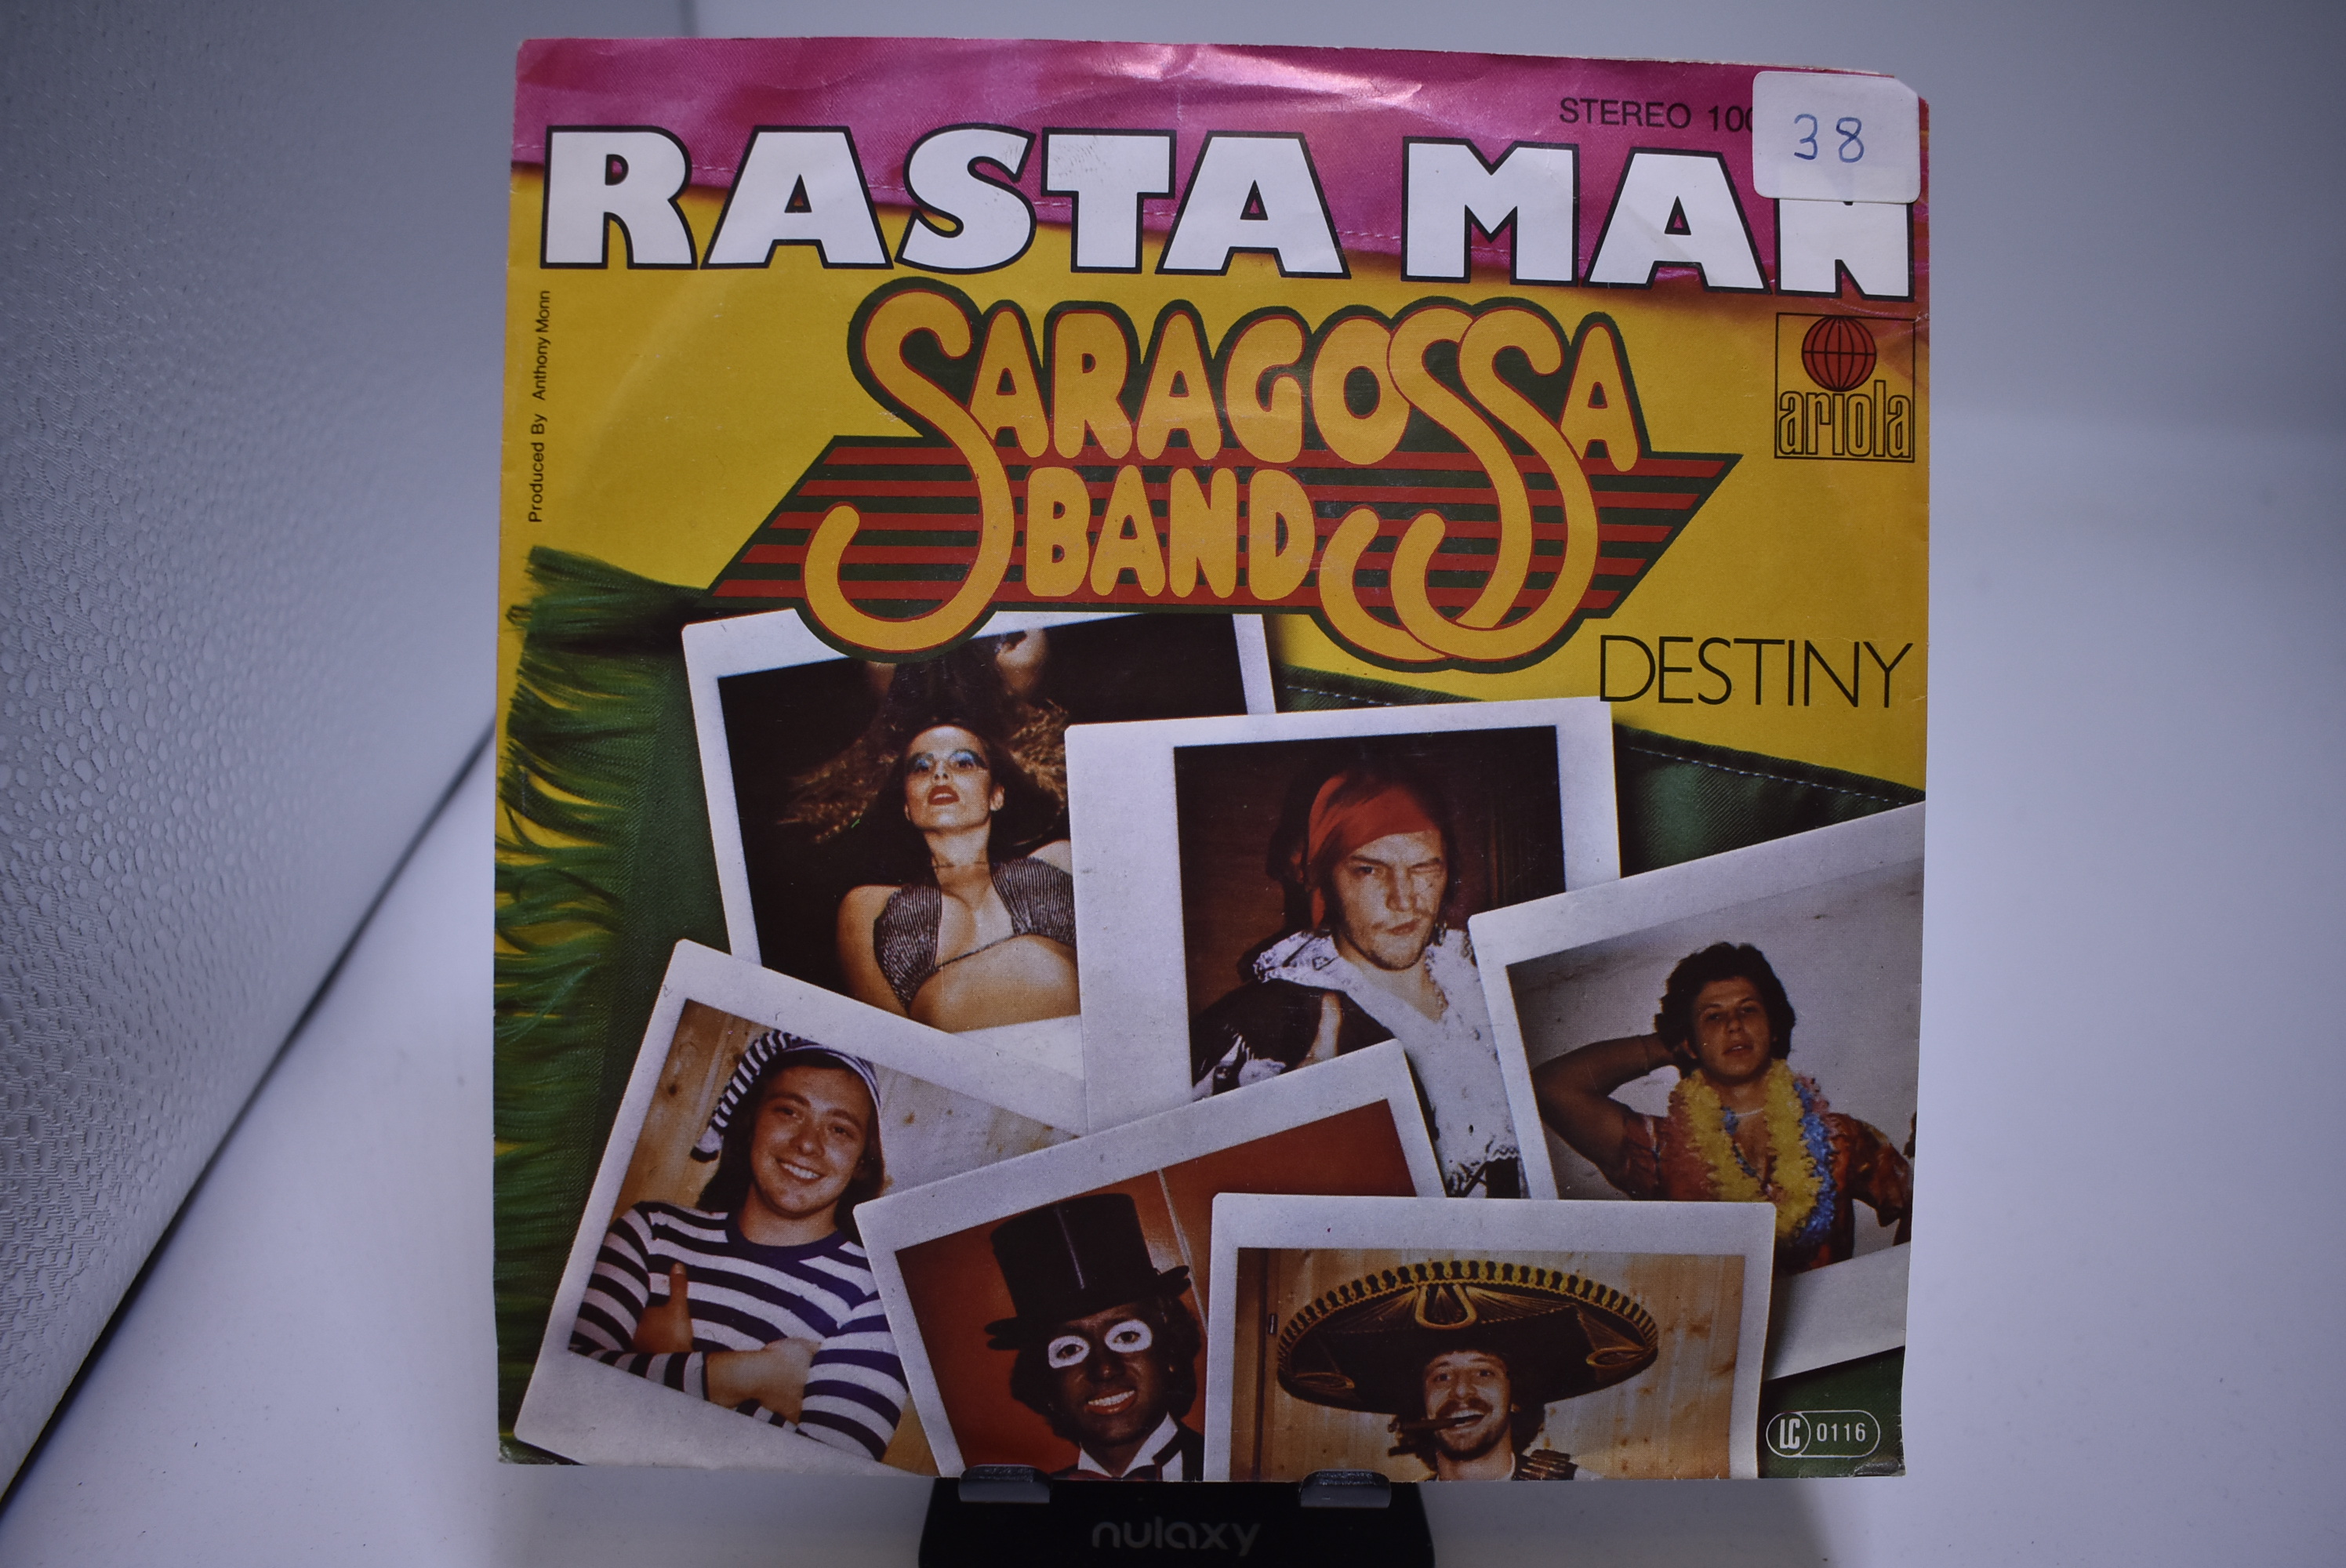 STEREO 100
38
RASTA MAN
Produced By Anthony Monn
SARAGOSSA
BAND
ariola
DESTINY
LC 0116
nulaxy